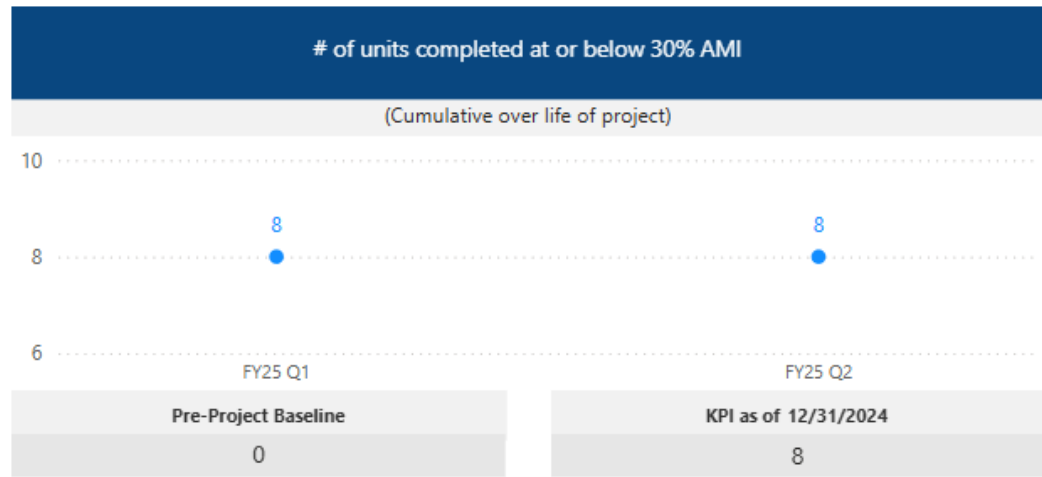 # of units completed at or below 30% AMI
(Cumulative over life of project)
10
8 8
8
6
FY25 Q1 FY25 Q2
Pre-Project Baseline KPI as of 12/31/2024
0 8